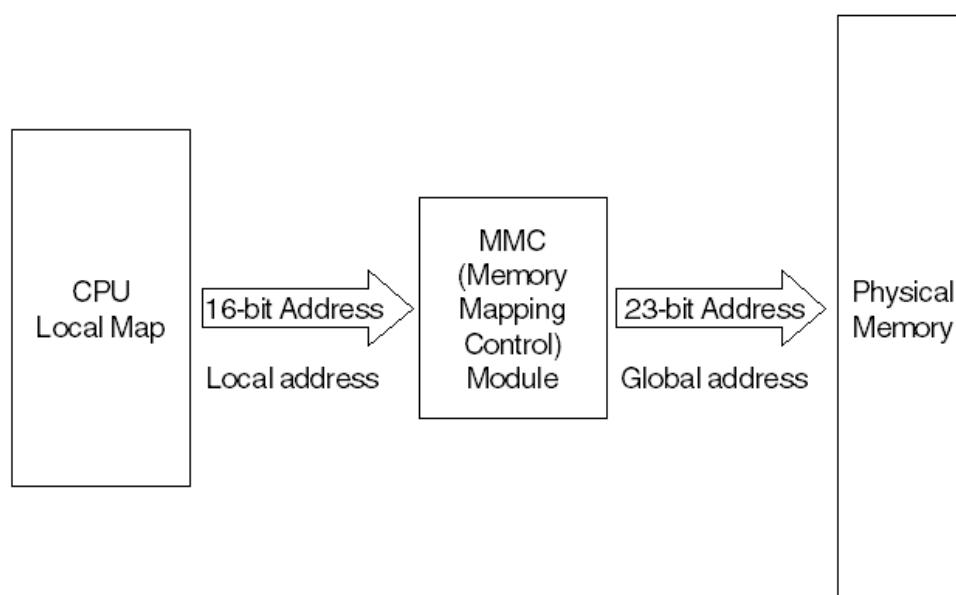 CPU
Local Map
16-bit Address
Local address
MMC
(Memory
Mapping
Control)
Module
23-bit Address
Global address
Physical
Memory